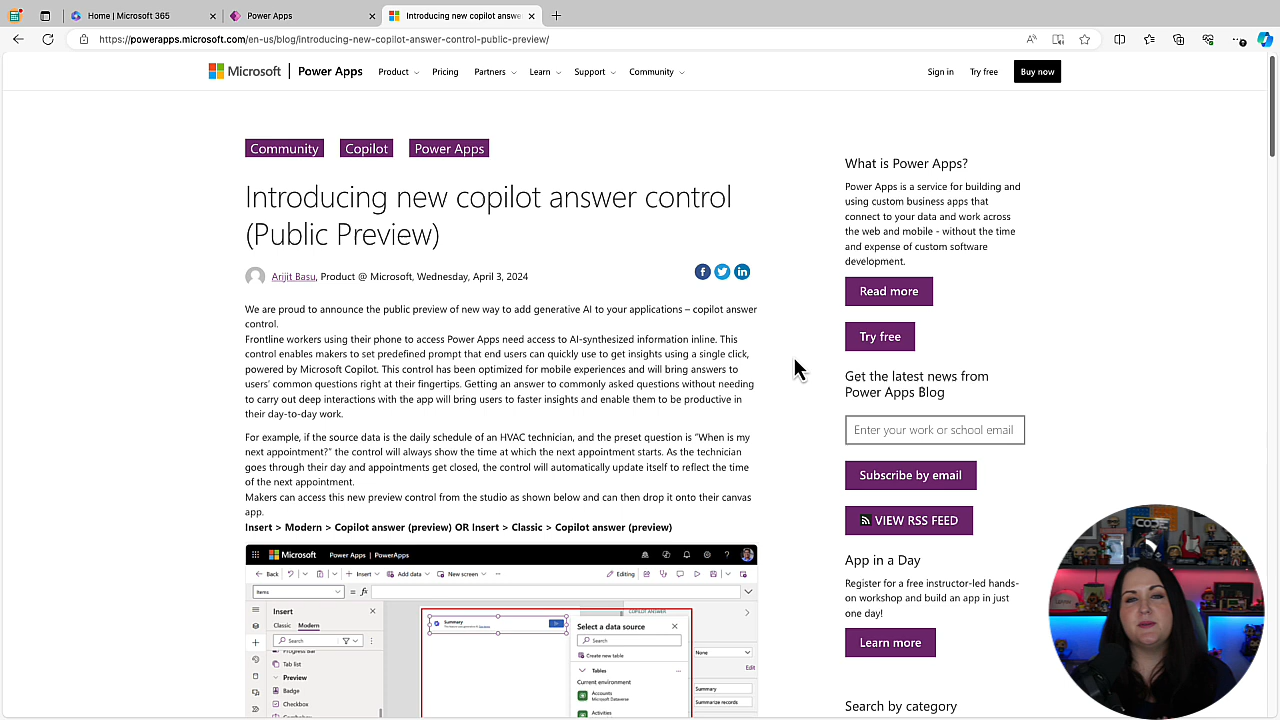 Home | Microsoft 365
Power Apps
Introducing new copilot answer con
https://powerapps.microsoft.com/en-us/blog/introducing-new-copilot-answer-control-public-preview/
Microsoft
Power Apps
Product
Pricing
Partners
Learn
Support
Community
Sign in
Try free
Buy now
Community
Copilot
Power Apps
Introducing new copilot answer control
(Public Preview)
Arijit Basu, Product @ Microsoft, Wednesday, April 3, 2024
We are proud to announce the public preview of new way to add generative AI to your applications – copilot answer
control.
Frontline workers using their phone to access Power Apps need access to AI-synthesized information inline. This
control enables makers to set predefined prompt that end users can quickly use to get insights using a single click,
powered by Microsoft Copilot. This control has been optimized for mobile experiences and will bring answers to
users' common questions right at their fingertips. Getting an answer to commonly asked questions without needing
to carry out deep interactions with the app will bring users to faster insights and enable them to be productive in
their day-to-day work.
For example, if the source data is the daily schedule of an HVAC technician, and the preset question is "When is my
next appointment?" the control will always show the time at which the next appointment starts. As the technician
goes through their day and appointments get closed, the control will automatically update itself to reflect the time
of the next appointment.
Makers can access this new preview control from the studio as shown below and can then drop it onto their canvas
app.
Insert > Modern > Copilot answer (preview) OR Insert > Classic > Copilot answer (preview)
Microsoft
Power Apps | PowerApps
Back
Insert
Add data
New screen
Editing
Items
= fx
Insert
Classic
Modern
Search
Progress bar
Tab list
Preview
Badge
Checkbox
Summary
COPILOT ANSWER
Select a data source
Search
Create new table
Tables
Current environment
Accounts
Microsoft Dataverse
Activities
None
Edit
Summary
Summarize records
What is Power Apps?
Power Apps is a service for building and
using custom business apps that
connect to your data and work across
the web and mobile - without the time
and expense of custom software
development.
Read more
Try free
Get the latest news from
Power Apps Blog
Enter your work or school email
Subscribe by email
VIEW RSS FEED
App in a Day
Register for a free instructor-led hands-
on workshop and build an app in just
one day!
Learn more
Search by category